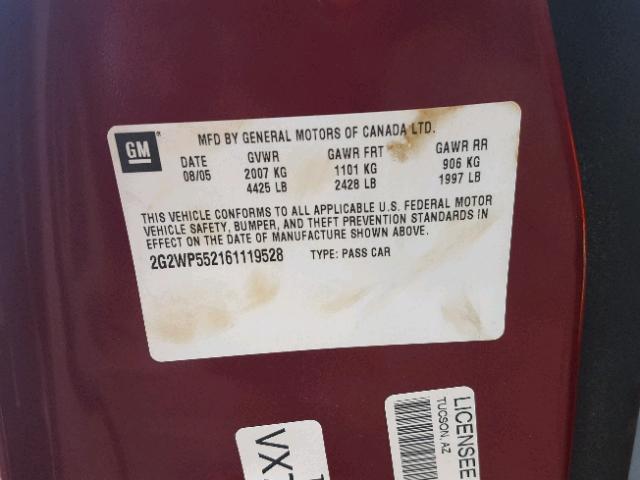 GM
MFD BY GENERAL MOTORS OF CANADA LTD.
DATE GVWR GAWR FRT GAWR RR
08/05 2007 KG 1101 KG 906 KG
4425 LB 2428 LB 1997 LB
THIS VEHICLE CONFORMS TO ALL APPLICABLE U.S. FEDERAL MOTOR
VEHICLE SAFETY, BUMPER, AND THEFT PREVENTION STANDARDS IN
EFFECT ON THE DATE OF MANUFACTURE SHOWN ABOVE.
2G2WP552161119528 TYPE: PASS CAR
LICENSEE
TUCSON, AZ
VX